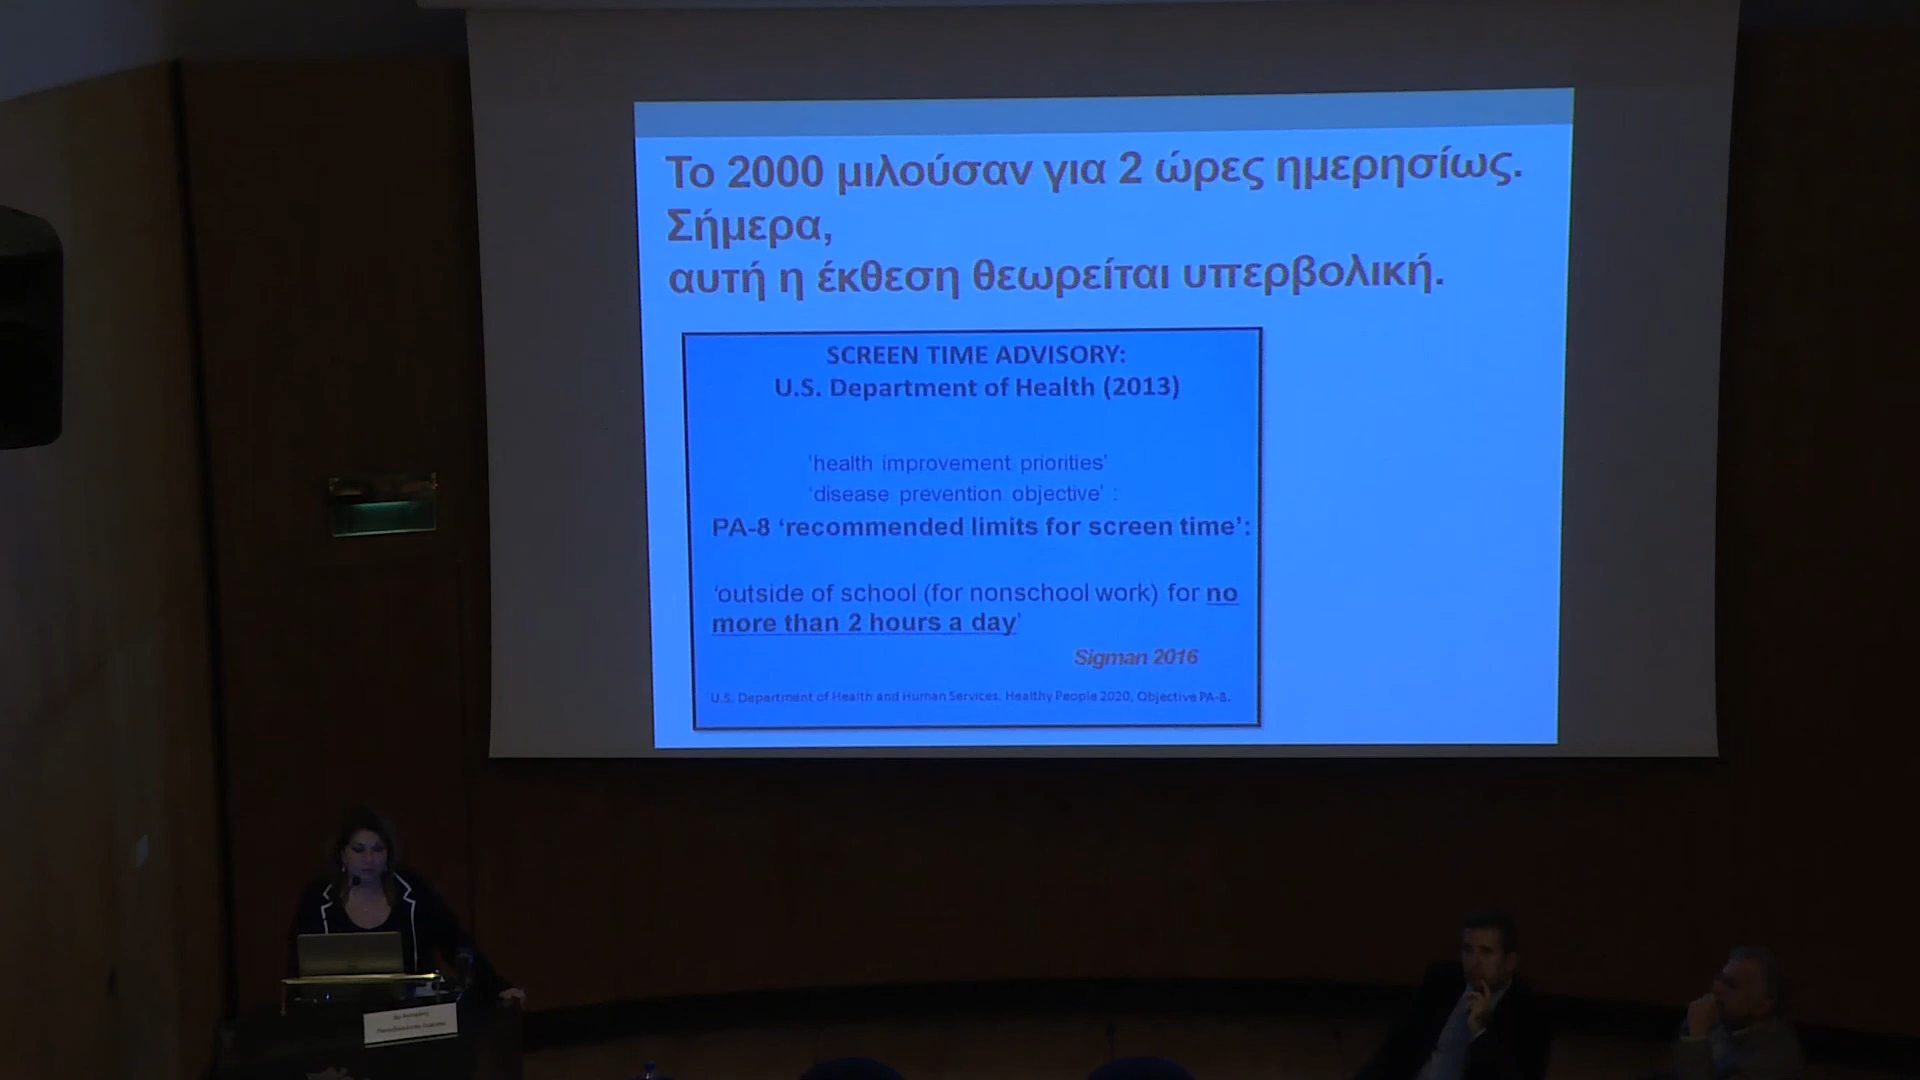 Το 2000 μιλούσαν για 2 ώρες ημερησίως.
Σήμερα,
αυτή η έκθεση θεωρείται υπερβολική.
SCREEN TIME ADVISORY:
U.S. Department of Health (2013)
‘health improvement priorities’
‘disease prevention objective’ :
PA-8 ‘recommended limits for screen time’:
‘outside of school (for nonschool work) for no
more than 2 hours a day’
Sigman 2016
U.S. Department of Health and Human Services. Healthy People 2020, Objective PA-8.